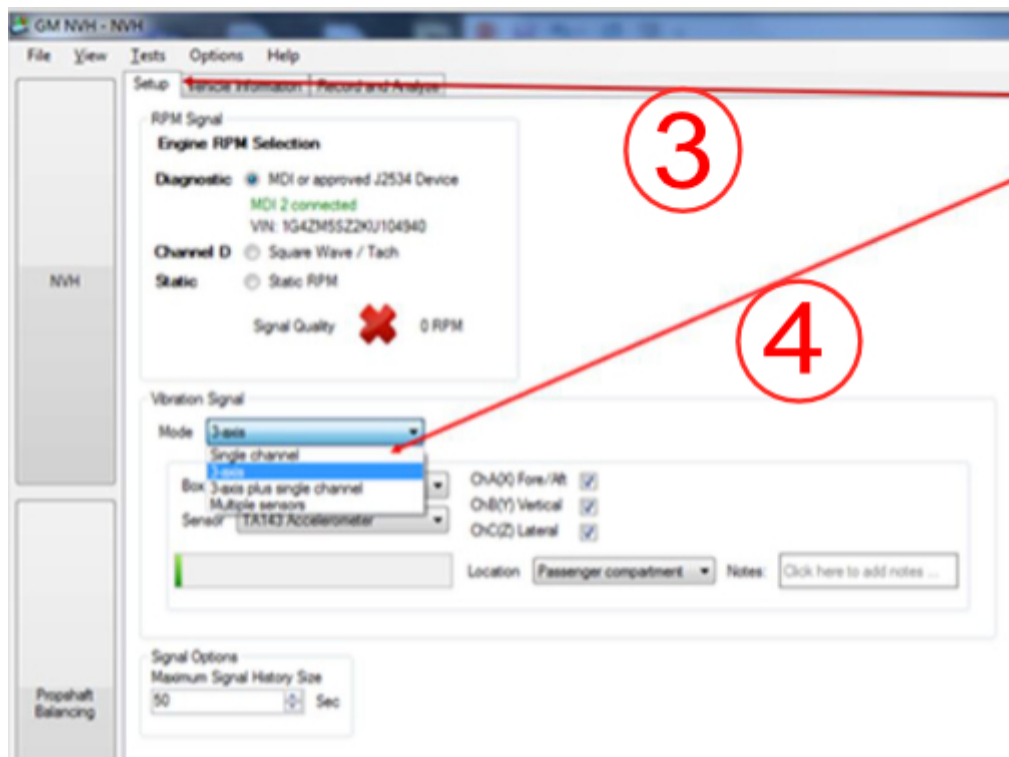 GM NVH - NVH
File View Tests Options Help
Setup Vehicle Information Record and Analyze
RPM Signal
Engine RPM Selection
Diagnostic MDI or approved J2534 Device
MDI 2 connected
VIN: 1G4ZM5SZ2KU104940
Channel D Square Wave / Tach
Static Static RPM
Signal Quality 0 RPM
3
4
NVH
Vibration Signal
Mode 3-axis
Single channel
3-axis
3-axis plus single channel
Multiple sensors
Box
Sensor TA143 Accelerometer
ChA(X) Fore/Aft
ChB(Y) Vertical
ChC(Z) Lateral
Location Passenger compartment Notes: Click here to add notes ...
Signal Options
Maximum Signal History Size
50 Sec
Propshaft
Balancing